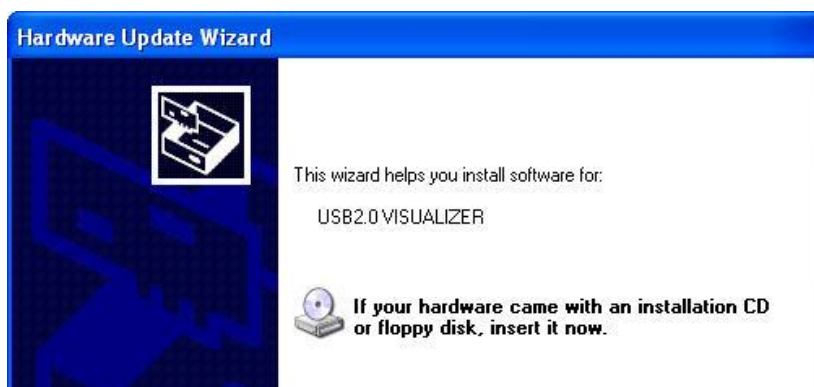 Hardware Update Wizard
This wizard helps you install software for:
USB2.0 VISUALIZER
If your hardware came with an installation CD
or floppy disk, insert it now.